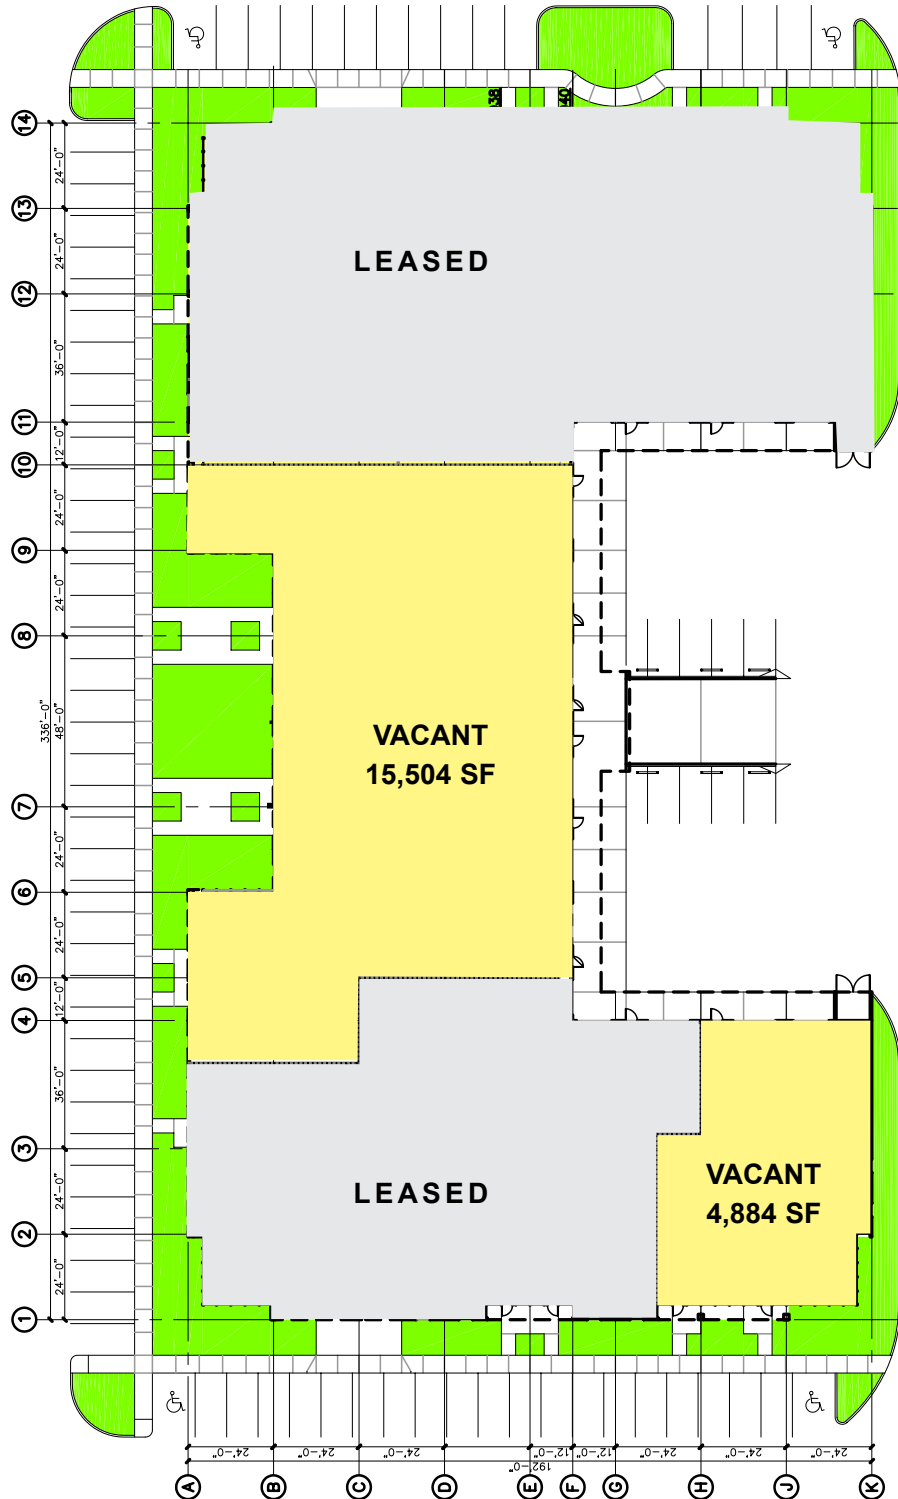 38
40
14
24'-0"
13
24'-0"
12
LEASED
36'-0"
11
12'-0"
10
24'-0"
9
24'-0"
8
336'-0"
48'-0"
VACANT
15,504 SF
7
24'-0"
6
24'-0"
5
12'-0"
4
36'-0"
3
24'-0"
VACANT
4,884 SF
LEASED
2
24'-0"
1
24'-0"
24'-0"
24'-0"
12'-0"
12'-0"
24'-0"
24'-0"
24'-0"
192'-0"
A
B
C
D
E
F
G
H
J
K